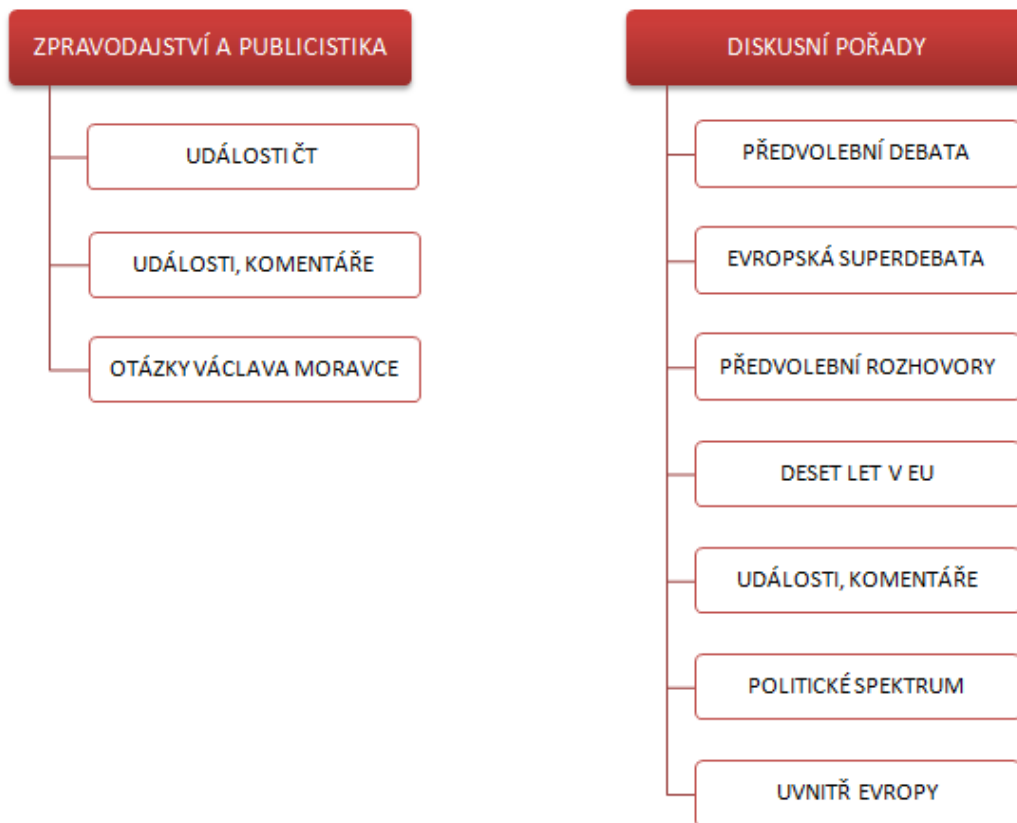 ZPRAVODAJSTVÍ A PUBLICISTIKA
UDÁLOSTI ČT
UDÁLOSTI, KOMENTÁŘE
OTÁZKY VÁCLAVA MORAVCE
DISKUSNÍ POŘADY
PŘEDVOLEBNÍ DEBATA
EVROPSKÁ SUPERDEBATA
PŘEDVOLEBNÍ ROZHOVORY
DESET LET V EU
UDÁLOSTI, KOMENTÁŘE
POLITICKÉ SPEKTRUM
UVNITŘ EVROPY